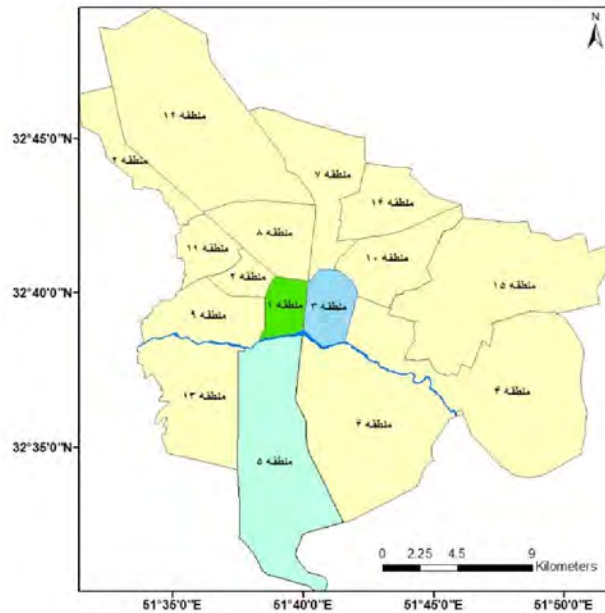 N
32°45'0"N
32°40'0"N
32°35'0"N
منطقه ۱۲
منطقه ۲
منطقه ۷
منطقه ۱۴
منطقه ۸
منطقه ۱۱
منطقه ۱۰
منطقه ۲
منطقه ۱۵
منطقه ۱
منطقه ۳
منطقه ۹
منطقه ۴
منطقه ۱۳
منطقه ۶
منطقه ۵
0 2.25 4.5 9
Kilometers
51°35'0"E 51°40'0"E 51°45'0"E 51°50'0"E